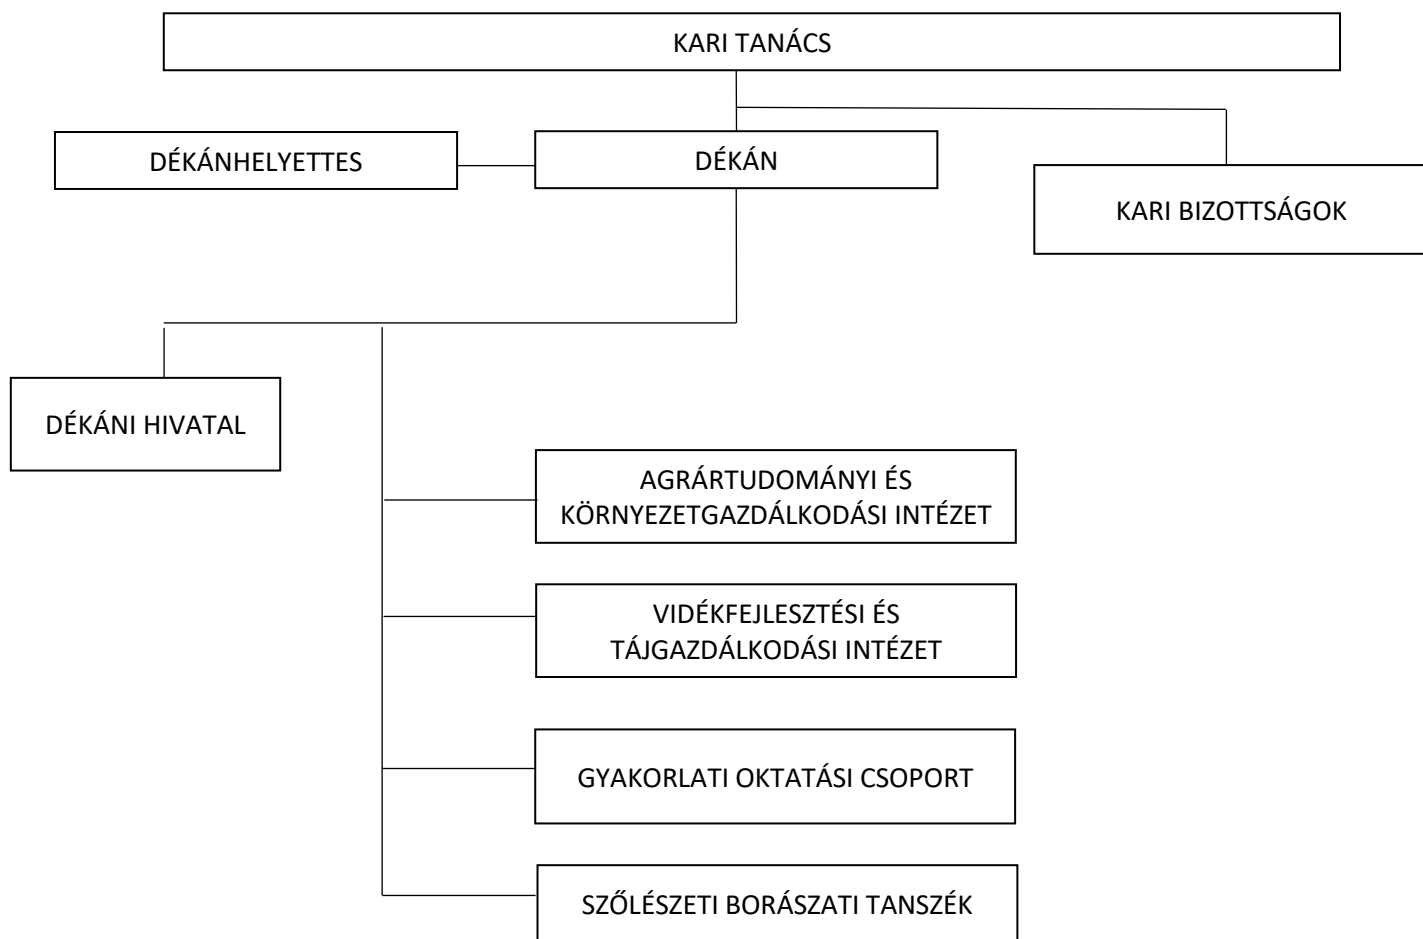 KARI TANÁCS
DÉKÁNHELYETTES
DÉKÁN
KARI BIZOTTSÁGOK
DÉKÁNI HIVATAL
AGRÁRTUDOMÁNYI ÉS
KÖRNYEZETGAZDÁLKODÁSI INTÉZET
VIDÉKFEJLESZTÉSI ÉS
TÁJGAZDÁLKODÁSI INTÉZET
GYAKORLATI OKTATÁSI CSOPORT
SZŐLÉSZETI BORÁSZATI TANSZÉK